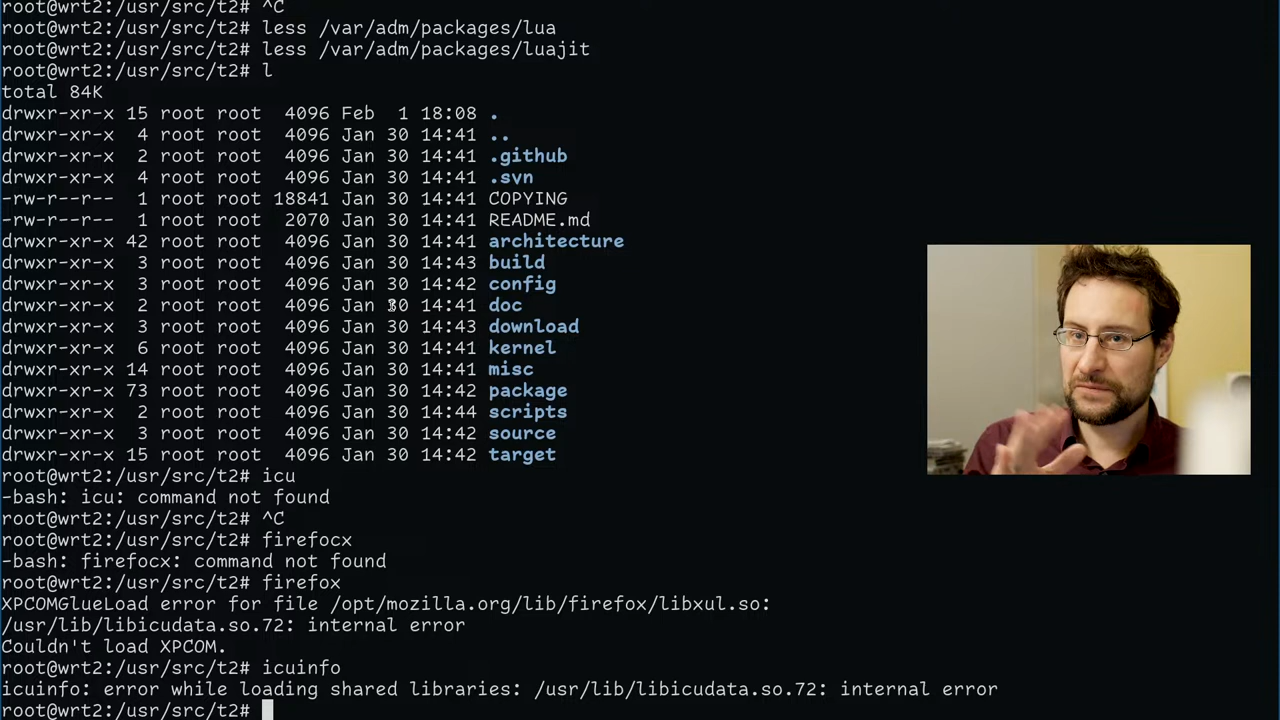 root@wrt2:/usr/src/t2# ^C
root@wrt2:/usr/src/t2# less /var/adm/packages/lua
root@wrt2:/usr/src/t2# less /var/adm/packages/luajit
root@wrt2:/usr/src/t2# l
total 84K
drwxr-xr-x 15 root root  4096 Feb  1 18:08 .
drwxr-xr-x  4 root root  4096 Jan 30 14:41 ..
drwxr-xr-x  2 root root  4096 Jan 30 14:41 .github
drwxr-xr-x  4 root root  4096 Jan 30 14:41 .svn
-rw-r--r--  1 root root 18841 Jan 30 14:41 COPYING
-rw-r--r--  1 root root  2070 Jan 30 14:41 README.md
drwxr-xr-x 42 root root  4096 Jan 30 14:41 architecture
drwxr-xr-x  3 root root  4096 Jan 30 14:43 build
drwxr-xr-x  3 root root  4096 Jan 30 14:42 config
drwxr-xr-x  2 root root  4096 Jan 30 14:41 doc
drwxr-xr-x  3 root root  4096 Jan 30 14:43 download
drwxr-xr-x  6 root root  4096 Jan 30 14:41 kernel
drwxr-xr-x 14 root root  4096 Jan 30 14:41 misc
drwxr-xr-x 73 root root  4096 Jan 30 14:42 package
drwxr-xr-x  2 root root  4096 Jan 30 14:44 scripts
drwxr-xr-x  3 root root  4096 Jan 30 14:42 source
drwxr-xr-x 15 root root  4096 Jan 30 14:42 target
root@wrt2:/usr/src/t2# icu
-bash: icu: command not found
root@wrt2:/usr/src/t2# ^C
root@wrt2:/usr/src/t2# firefocx
-bash: firefocx: command not found
root@wrt2:/usr/src/t2# firefox
XPCOMGlueLoad error for file /opt/mozilla.org/lib/firefox/libxul.so:
/usr/lib/libicudata.so.72: internal error
Couldn't load XPCOM.
root@wrt2:/usr/src/t2# icuinfo
icuinfo: error while loading shared libraries: /usr/lib/libicudata.so.72: internal error
root@wrt2:/usr/src/t2#